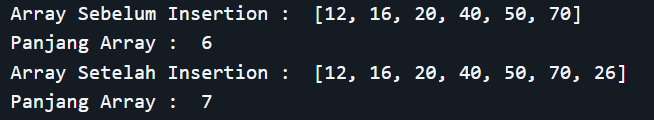 Array Sebelum Insertion :  [12, 16, 20, 40, 50, 70]
Panjang Array :  6
Array Setelah Insertion :  [12, 16, 20, 40, 50, 70, 26]
Panjang Array :  7